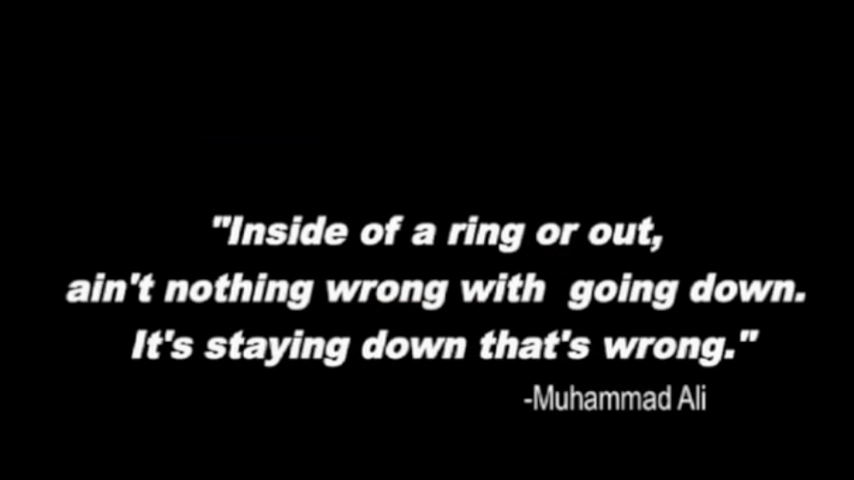 "Inside of a ring or out,
ain't nothing wrong with  going down.
It's staying down that's wrong."
-Muhammad Ali